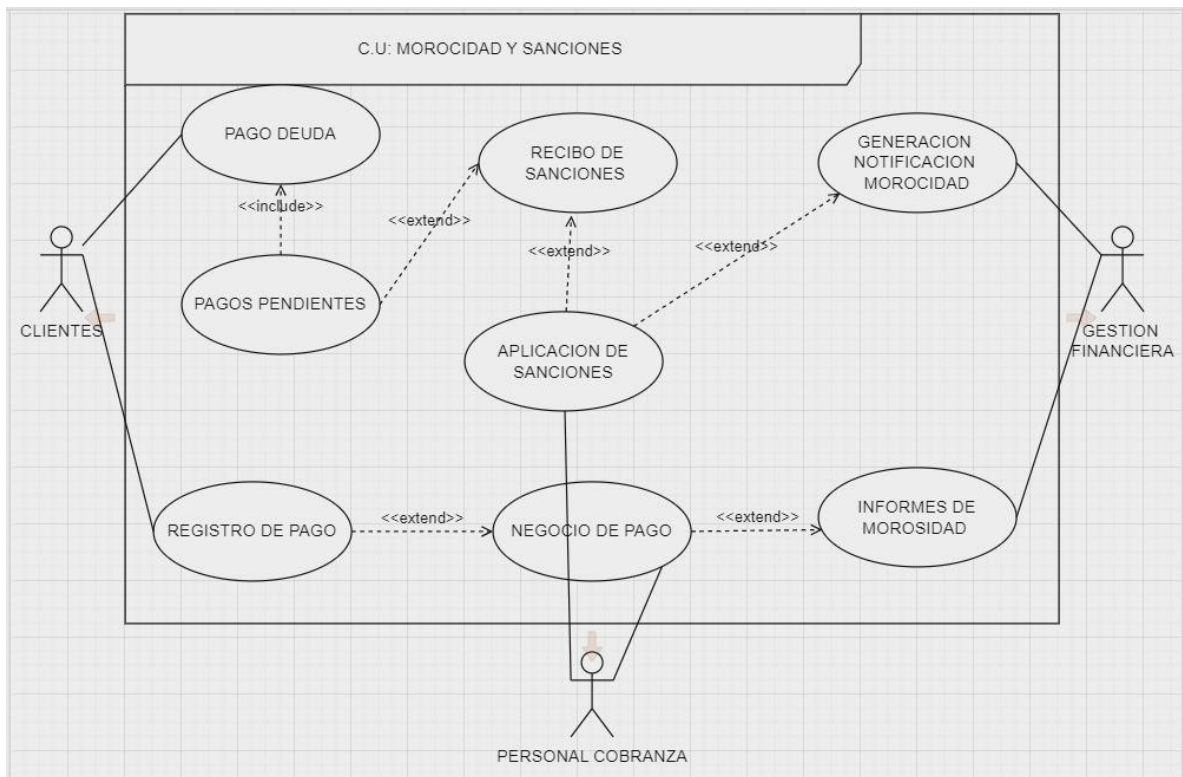 C.U: MOROCIDAD Y SANCIONES
PAGO DEUDA
RECIBO DE
SANCIONES
GENERACION
NOTIFICACION
MOROCIDAD
<<include>>
<<extend>>
<<extend>>
<<extend>>
PAGOS PENDIENTES
CLIENTES
GESTION
FINANCIERA
APLICACION DE
SANCIONES
REGISTRO DE PAGO
<<extend>>
NEGOCIO DE PAGO
<<extend>>
INFORMES DE
MOROSIDAD
PERSONAL COBRANZA